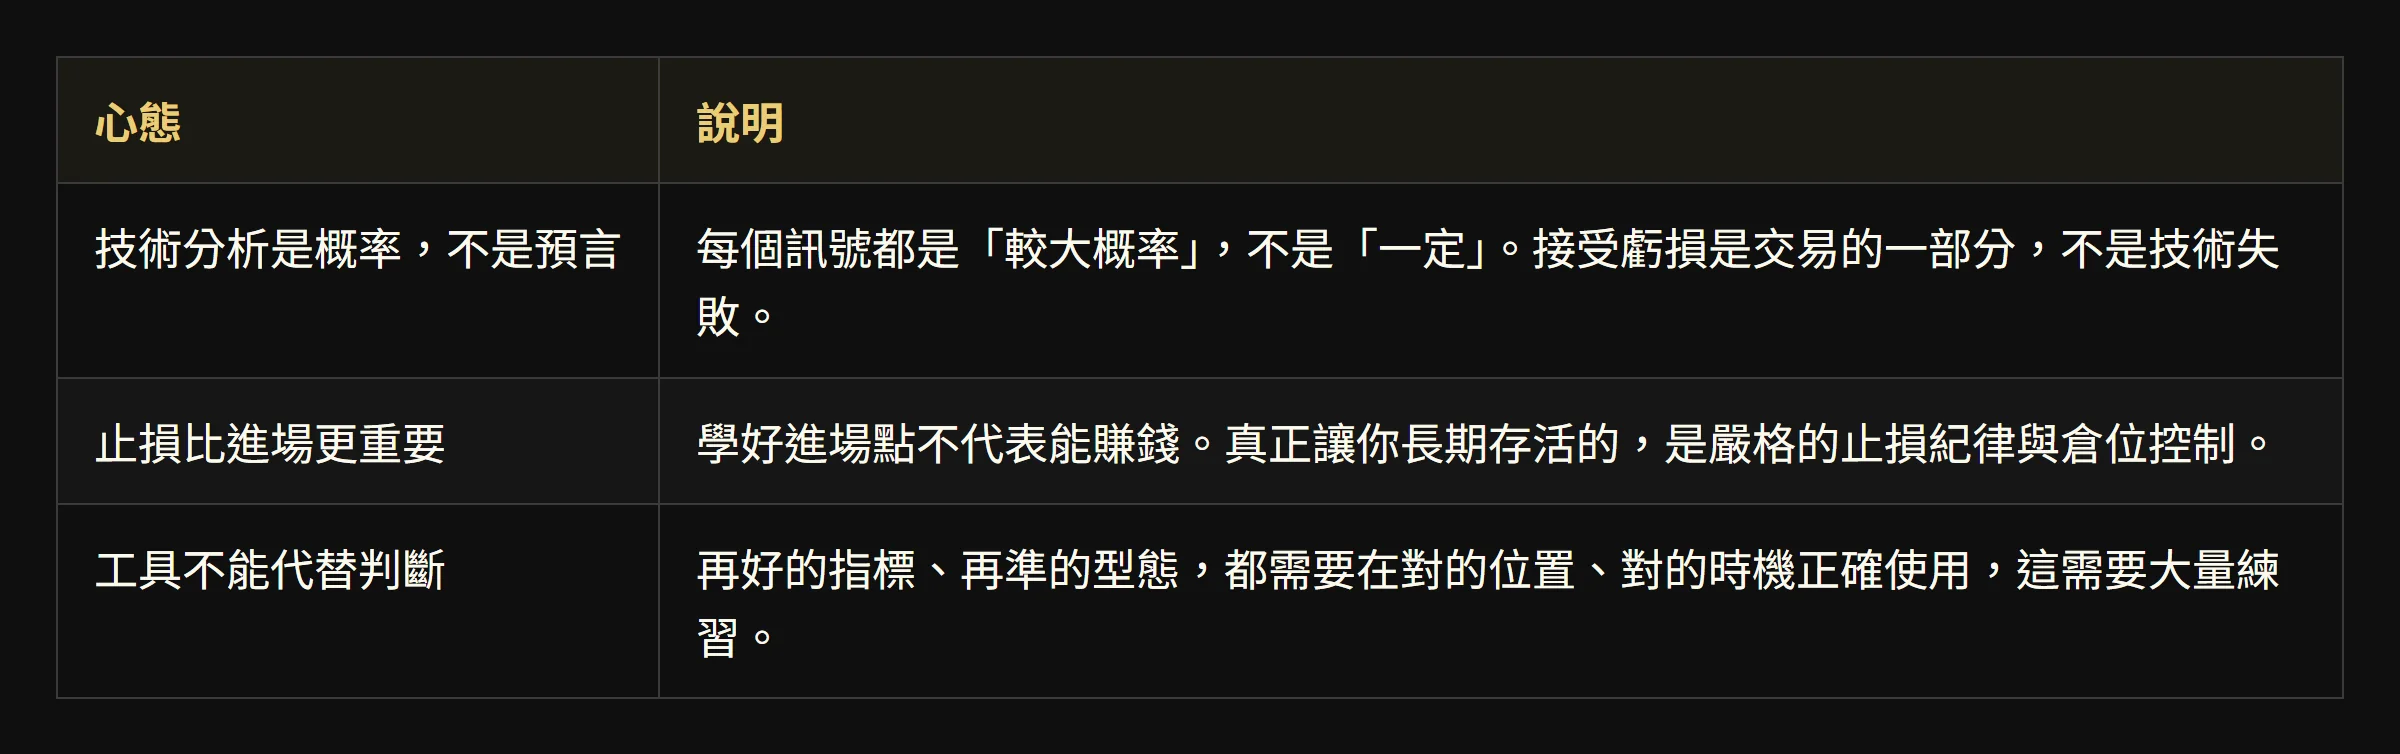 心態
說明
技術分析是概率，不是預言
每個訊號都是「較大概率」，不是「一定」。接受虧損是交易的一部分，不是技術失
敗。
止損比進場更重要
學好進場點不代表能賺錢。真正讓你長期存活的，是嚴格的止損紀律與倉位控制。
工具不能代替判斷
再好的指標、再準的型態，都需要在對的位置、對的時機正確使用，這需要大量練
習。